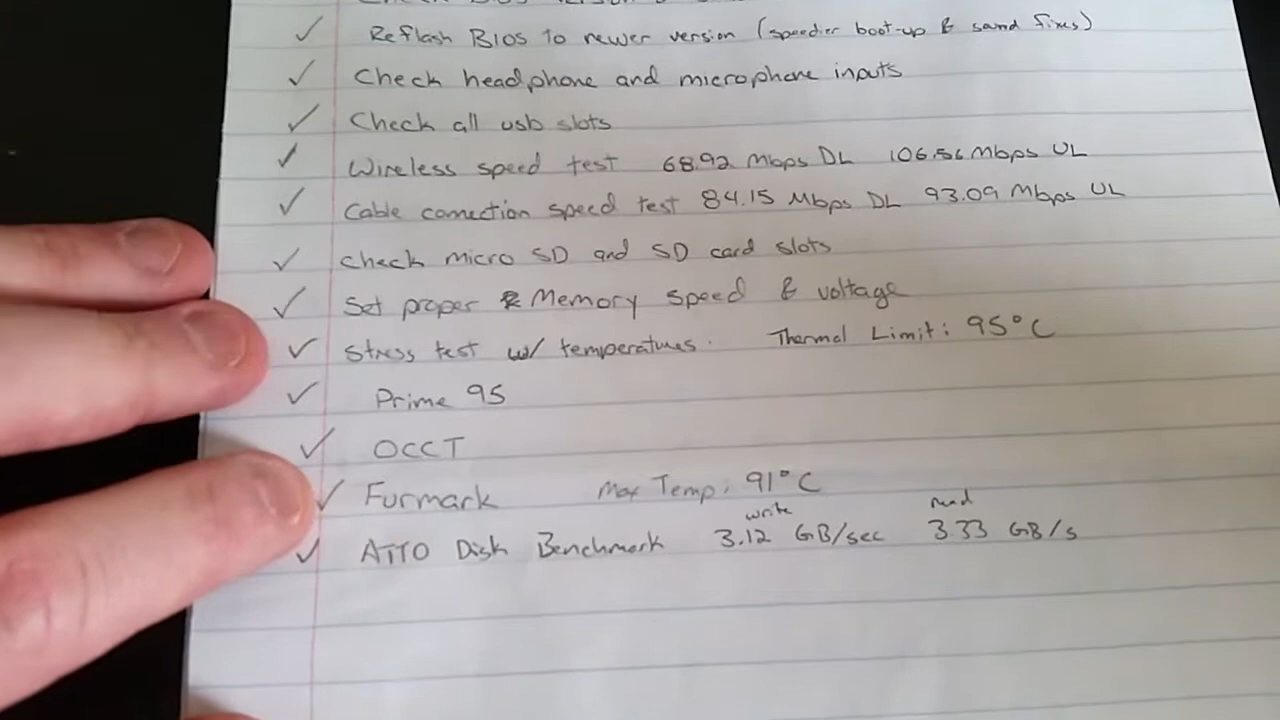 ✓ Reflash Bios to newer version (speedier boot-up & sound fixes)
✓ Check headphone and microphone inputs
✓ Check all usb slots
✓ Wireless speed test 68.92 Mbps DL 106.56 Mbps UL
✓ Cable connection speed test 84.15 Mbps DL 93.09 Mbps UL
✓ Check micro SD and SD card slots
✓ Set proper Memory speed & voltage
✓ Stress test w/ temperatures. Thermal Limit: 95°C
✓ Prime 95
✓ OCCT
✓ Furmark Max Temp: 91°C
write read
✓ ATTO Disk Benchmark 3.12 GB/sec 3.33 GB/s